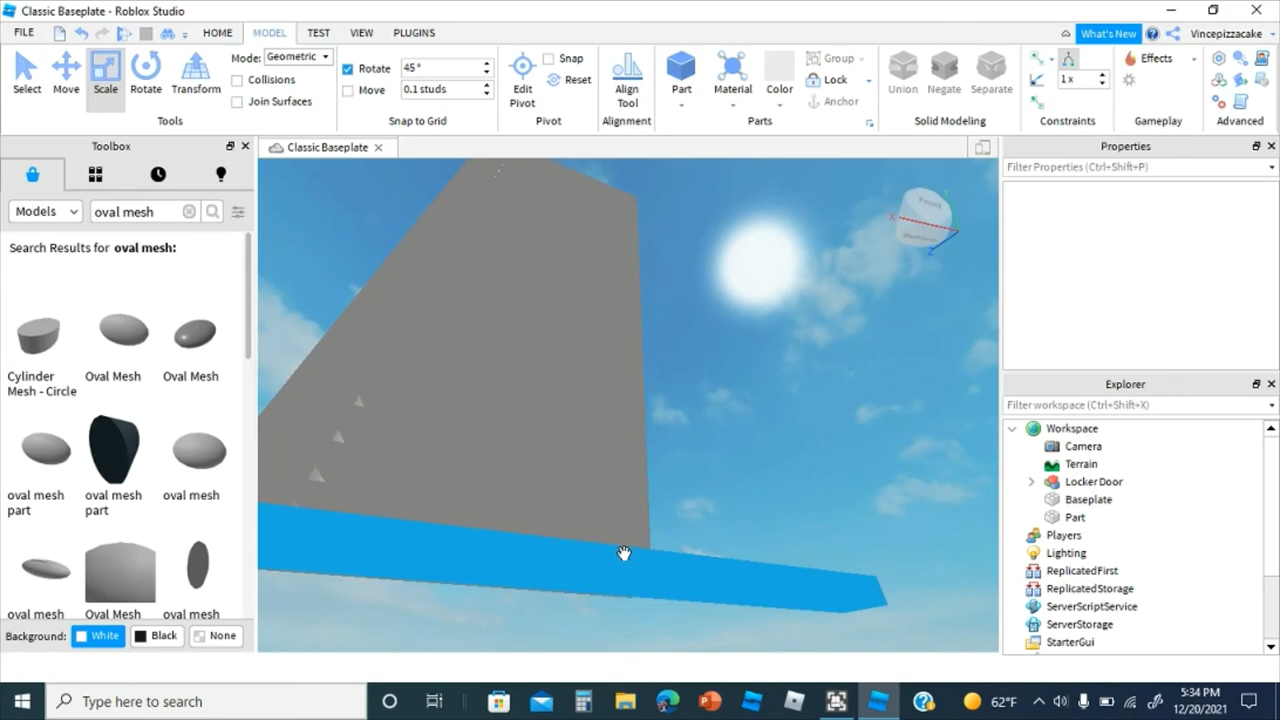 Classic Baseplate - Roblox Studio
FILE HOME MODEL TEST VIEW PLUGINS What's New Vincepizzacake
Select Move Scale Rotate Transform
Mode: Geometric
Collisions
Join Surfaces
Tools
Rotate 45°
Move 0.1 studs
Snap to Grid
Edit Pivot
Snap
Reset
Pivot
Align Tool
Alignment
Part Material Color
Group
Lock
Anchor
Parts
Union Negate Separate
Solid Modeling
1 x
Constraints
Effects
Gameplay
Advanced
Toolbox
Models oval mesh
Search Results for oval mesh:
Cylinder Mesh - Circle
Oval Mesh
Oval Mesh
oval mesh part
oval mesh part
oval mesh
oval mesh
Oval Mesh
oval mesh
Background: White Black None
Classic Baseplate
X
Z
Properties
Filter Properties (Ctrl+Shift+P)
Explorer
Filter workspace (Ctrl+Shift+X)
Workspace
Camera
Terrain
Locker Door
Baseplate
Part
Players
Lighting
ReplicatedFirst
ReplicatedStorage
ServerScriptService
ServerStorage
StarterGui
Type here to search
62°F
5:34 PM
12/20/2021